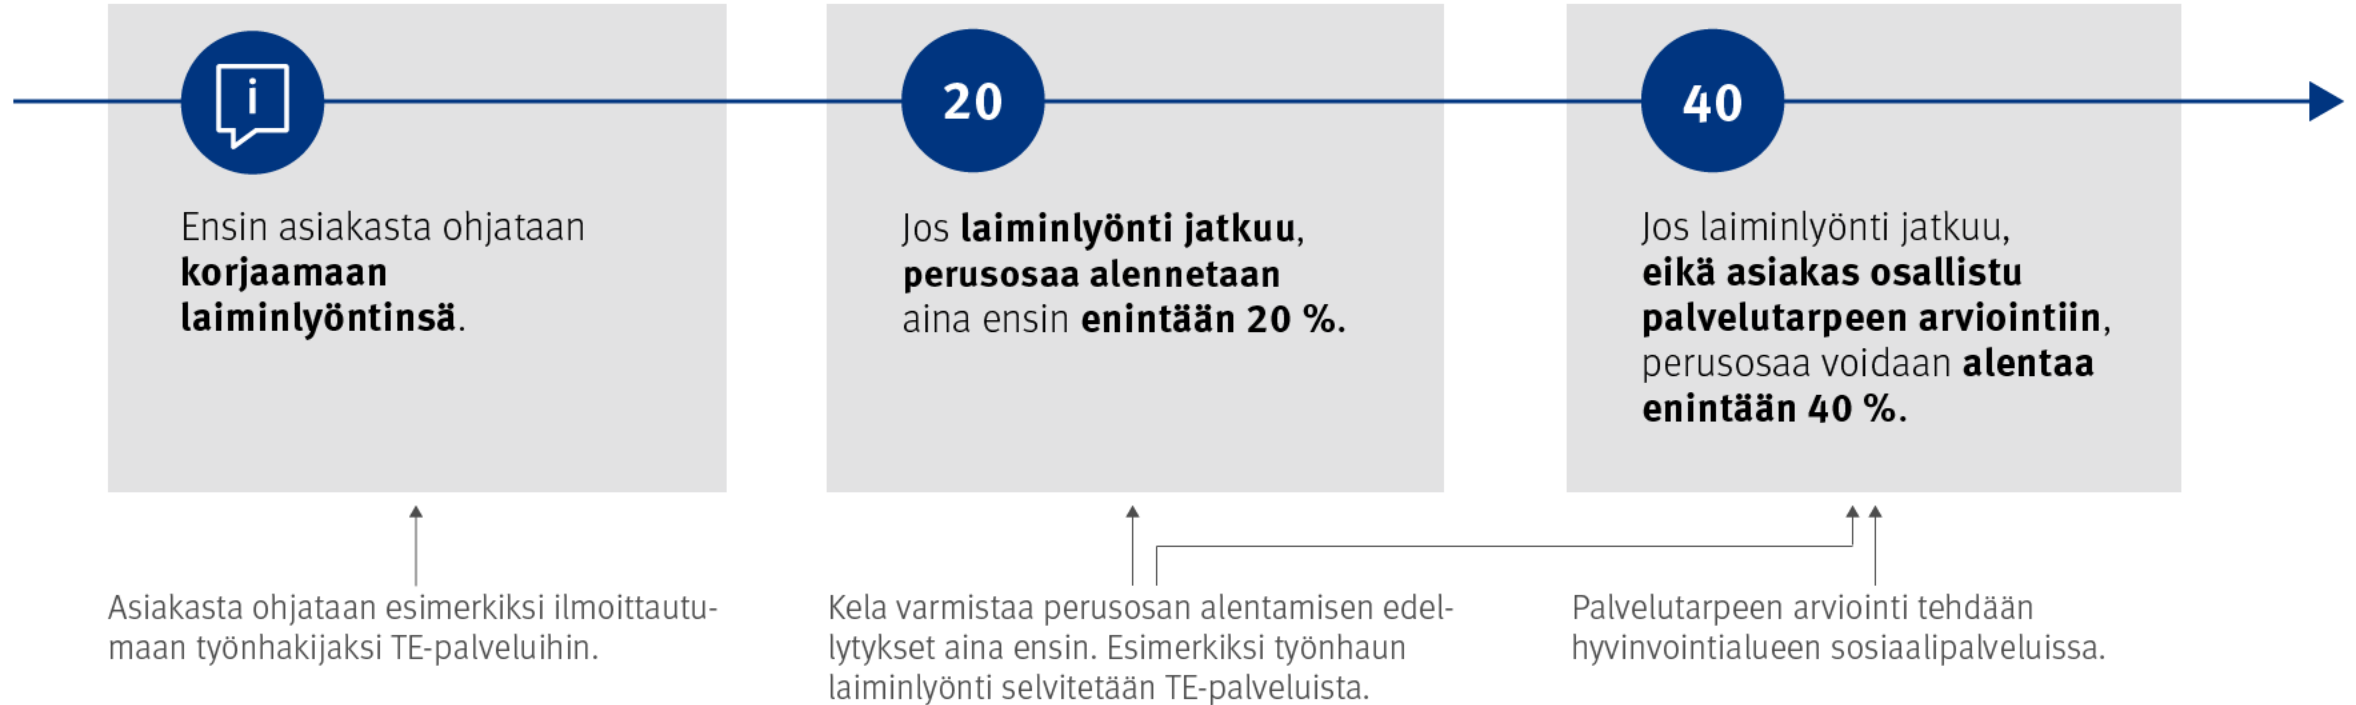 i
Ensin asiakasta ohjataan
korjaamaan
laiminlyöntinsä.
20
Jos laiminlyönti jatkuu,
perusosaa alennetaan
aina ensin enintään 20 %.
40
Jos laiminlyönti jatkuu,
eikä asiakas osallistu
palvelutarpeen arviointiin,
perusosaa voidaan alentaa
enintään 40 %.
Asiakasta ohjataan esimerkiksi ilmoittautu-
maan työnhakijaksi TE-palveluihin.
Kela varmistaa perusosan alentamisen edel-
lytykset aina ensin. Esimerkiksi työnhaun
laiminlyönti selvitetään TE-palveluista.
Palvelutarpeen arviointi tehdään
hyvinvointialueen sosiaalipalveluissa.